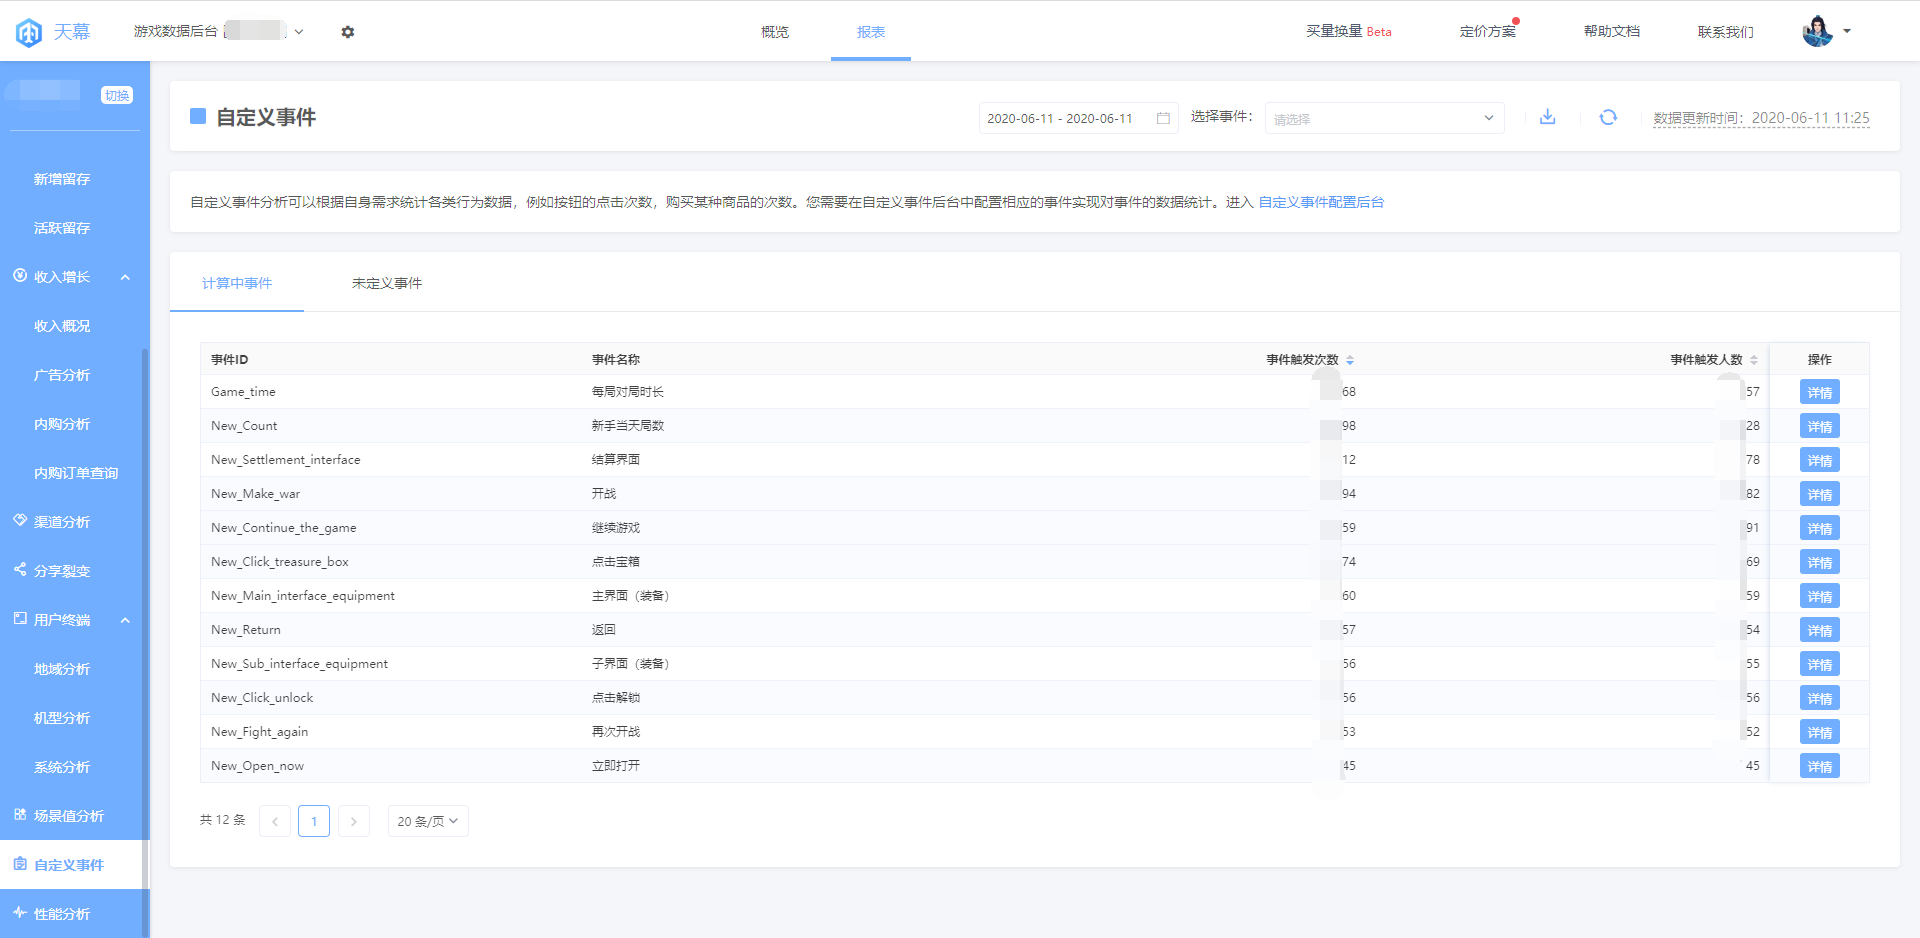 天幕
游戏数据后台
概览
报表
买量换量 Beta
定价方案
帮助文档
联系我们
切换
新增留存
活跃留存
收入增长
收入概况
广告分析
内购分析
内购订单查询
渠道分析
分享裂变
用户终端
地域分析
机型分析
系统分析
场景值分析
自定义事件
性能分析
自定义事件
2020-06-11 - 2020-06-11
选择事件：
请选择
数据更新时间：2020-06-11 11:25
自定义事件分析可以根据自身需求统计各类行为数据，例如按钮的点击次数，购买某种商品的次数。您需要在自定义事件后台中配置相应的事件实现对事件的数据统计。进入 自定义事件配置后台
计算中事件
未定义事件
事件ID 事件名称 事件触发次数 事件触发人数 操作
Game_time 每局对局时长 68 57 详情
New_Count 新手当天局数 98 28 详情
New_Settlement_interface 结算界面 12 78 详情
New_Make_war 开战 94 82 详情
New_Continue_the_game 继续游戏 59 91 详情
New_Click_treasure_box 点击宝箱 74 69 详情
New_Main_interface_equipment 主界面（装备） 60 59 详情
New_Return 返回 57 54 详情
New_Sub_interface_equipment 子界面（装备） 56 55 详情
New_Click_unlock 点击解锁 56 56 详情
New_Fight_again 再次开战 53 52 详情
New_Open_now 立即打开 45 45 详情
共 12 条
1
20 条/页